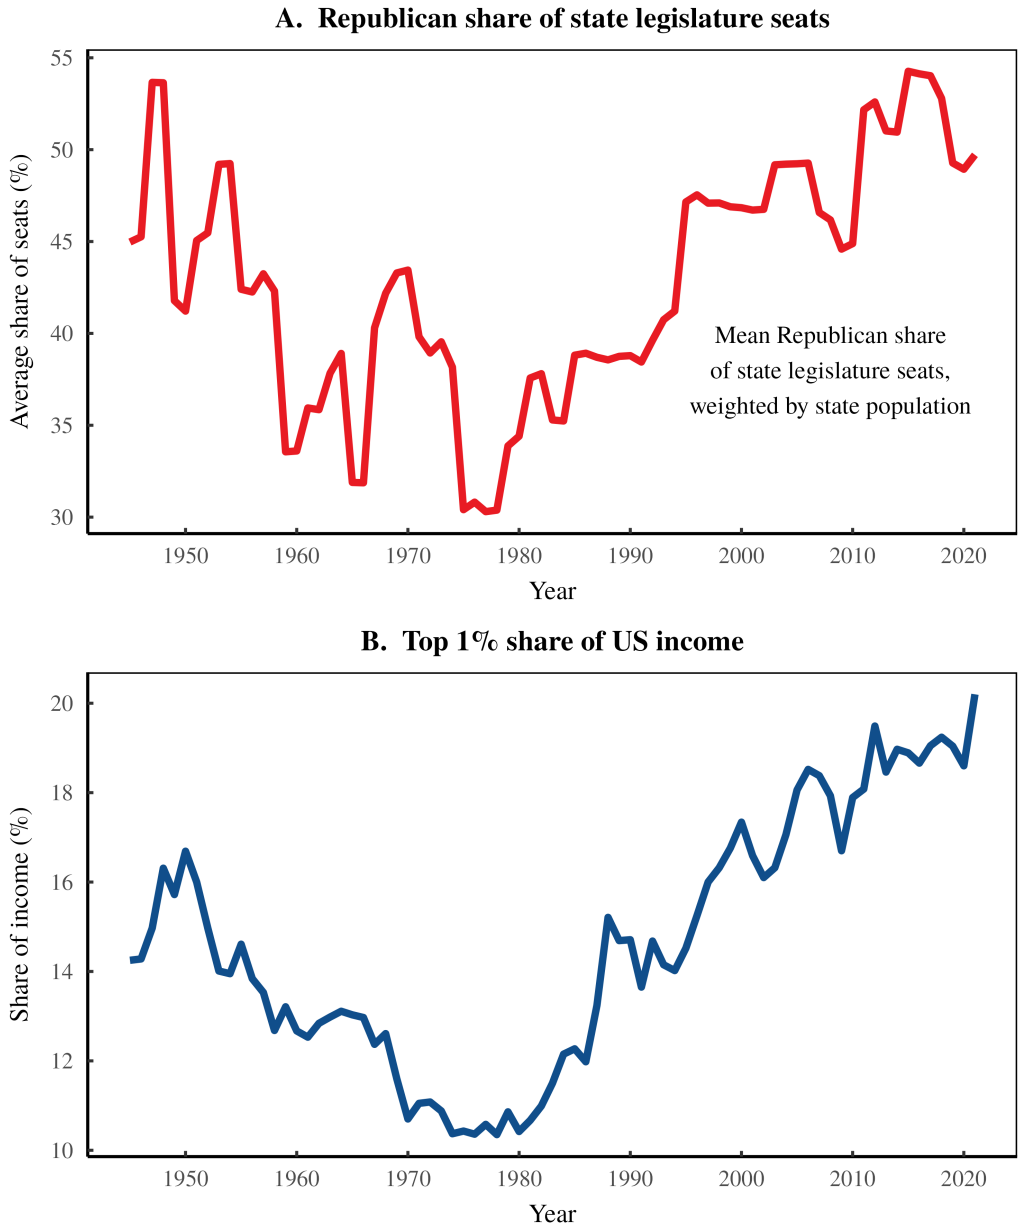 A. Republican share of state legislature seats
55
50
45
40
35
30
Average share of seats (%)
Mean Republican share
of state legislature seats,
weighted by state population
1950 1960 1970 1980 1990 2000 2010 2020
Year
B. Top 1% share of US income
20
18
16
14
12
10
Share of income (%)
1950 1960 1970 1980 1990 2000 2010 2020
Year